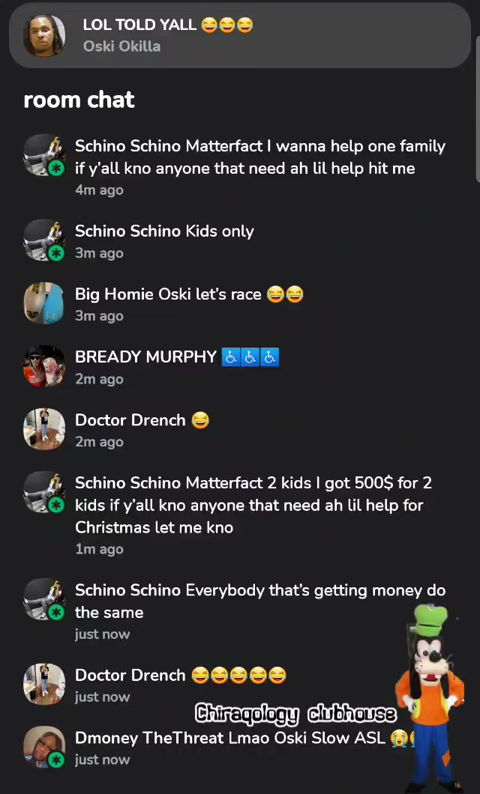 LOL TOLD YALL 😂😂😂
Oski Okilla
room chat
Schino Schino Matterfact I wanna help one family
if y'all kno anyone that need ah lil help hit me
4m ago
Schino Schino Kids only
3m ago
Big Homie Oski let's race 😂😂
3m ago
BREADY MURPHY ♿♿♿
2m ago
Doctor Drench 😂
2m ago
Schino Schino Matterfact 2 kids I got 500$ for 2
kids if y'all kno anyone that need ah lil help for
Christmas let me kno
1m ago
Schino Schino Everybody that's getting money do
the same
just now
Doctor Drench 😂😂😂😂😂
just now
Chiraqology clubhouse
Dmoney TheThreat Lmao Oski Slow ASL 😭
just now